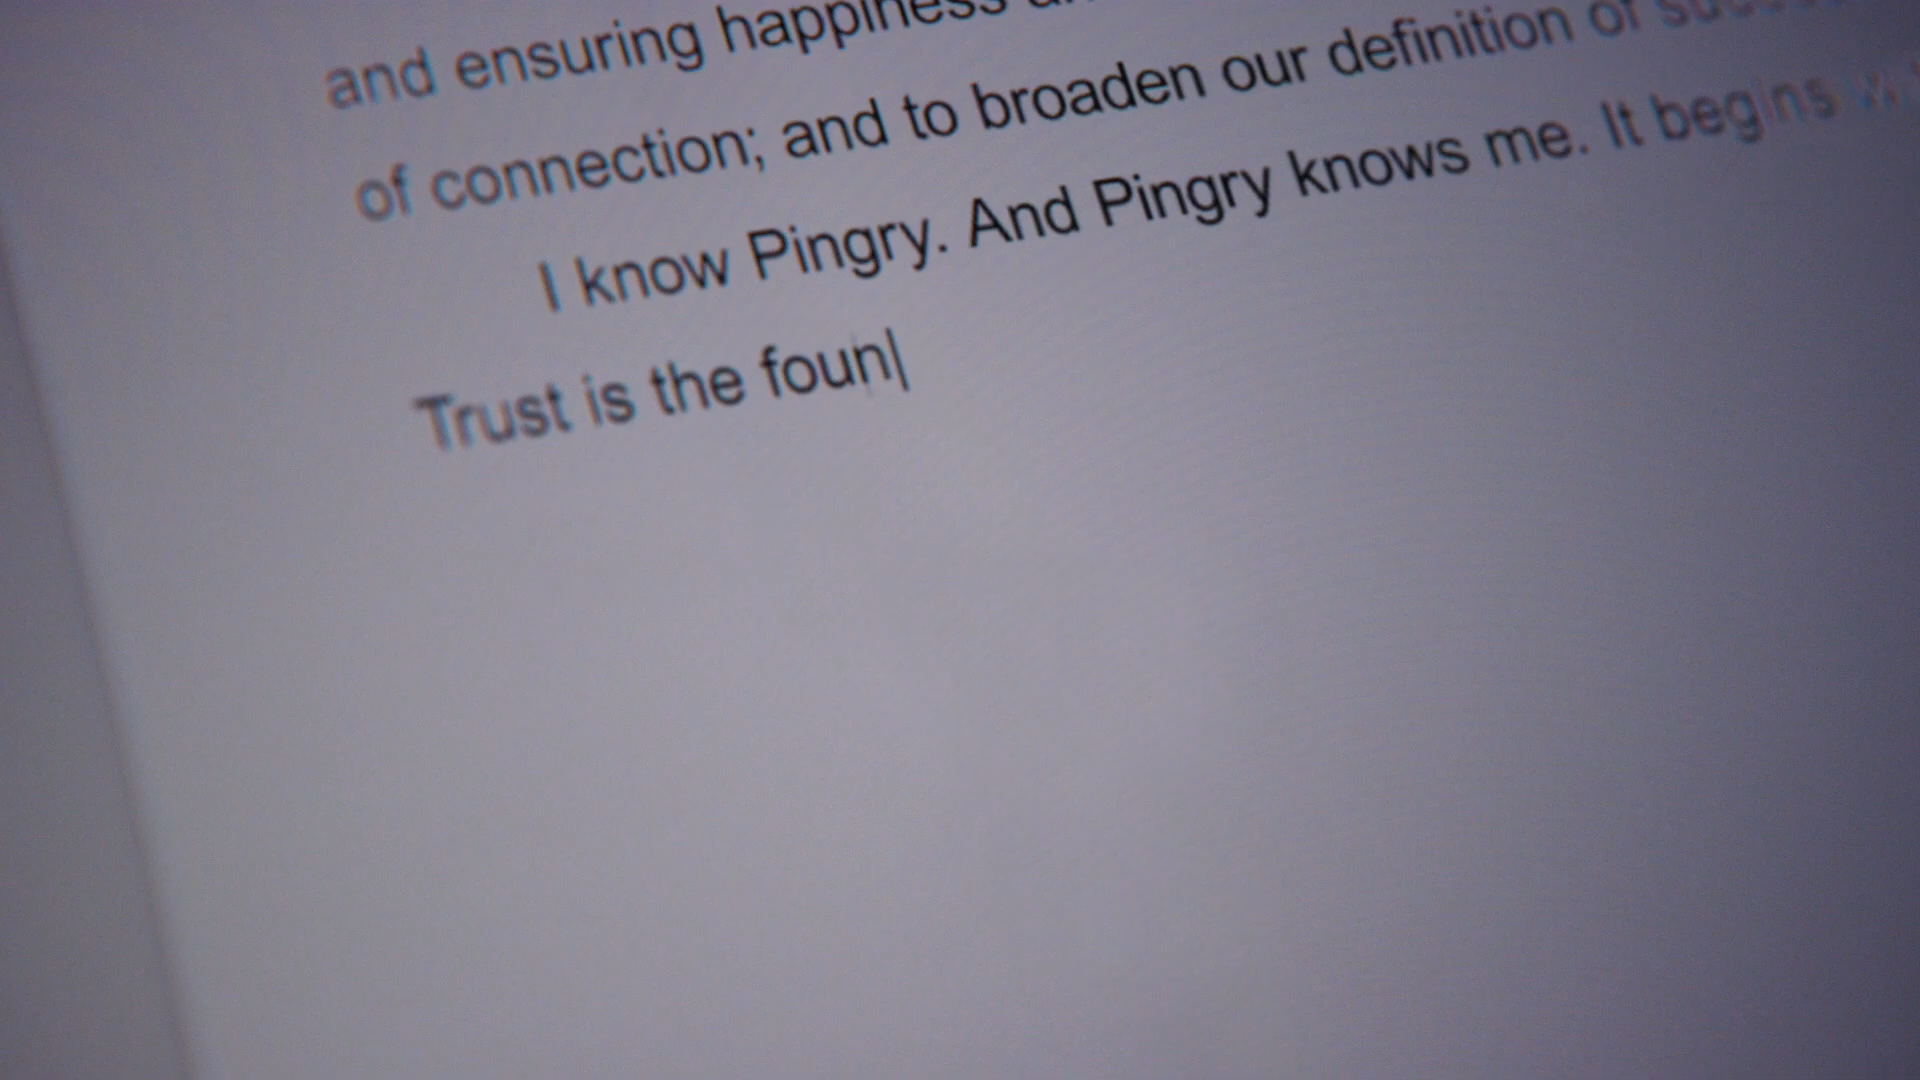 and ensuring happiness
of connection; and to broaden our definition of
I know Pingry. And Pingry knows me. It begins
Trust is the foun